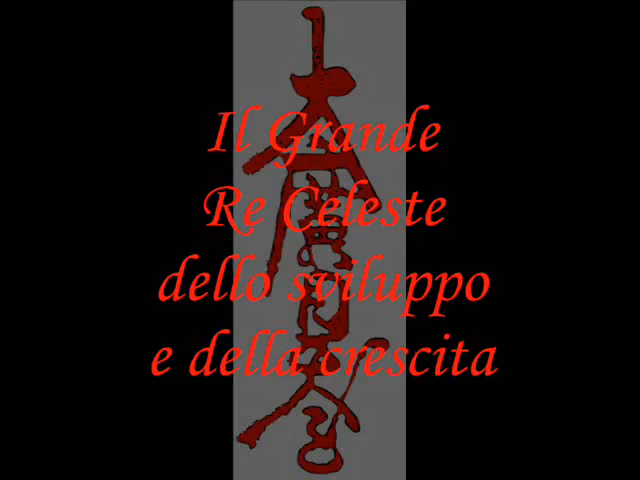 Il Grande
Re Celeste
dello sviluppo
e della crescita